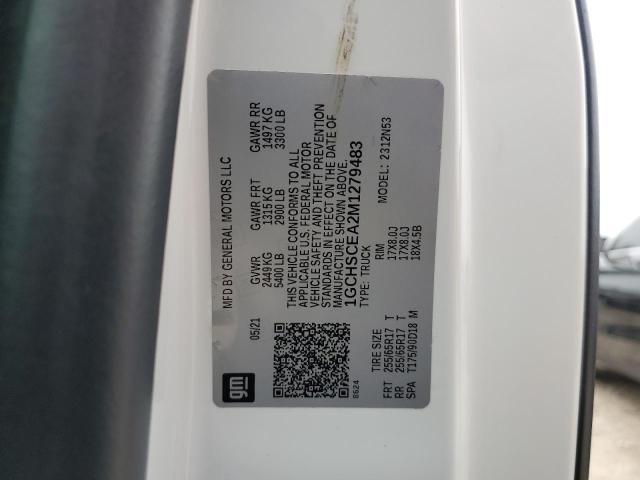 MFD BY GENERAL MOTORS LLC
05/21
GVWR GAWR FRT GAWR RR
2449 KG 1315 KG 1497 KG
5400 LB 2900 LB 3300 LB
THIS VEHICLE CONFORMS TO ALL
APPLICABLE U.S. FEDERAL MOTOR
VEHICLE SAFETY AND THEFT PREVENTION
STANDARDS IN EFFECT ON THE DATE OF
MANUFACTURE SHOWN ABOVE.
1GCHSCEA2M1279483
TYPE: TRUCK MODEL: 2312N53
gm
8624
TIRE SIZE RIM
FRT 255/65R17 T 17X8.0J
RR 255/65R17 T 17X8.0J
SPA T175/90D18 M 18X4.5B